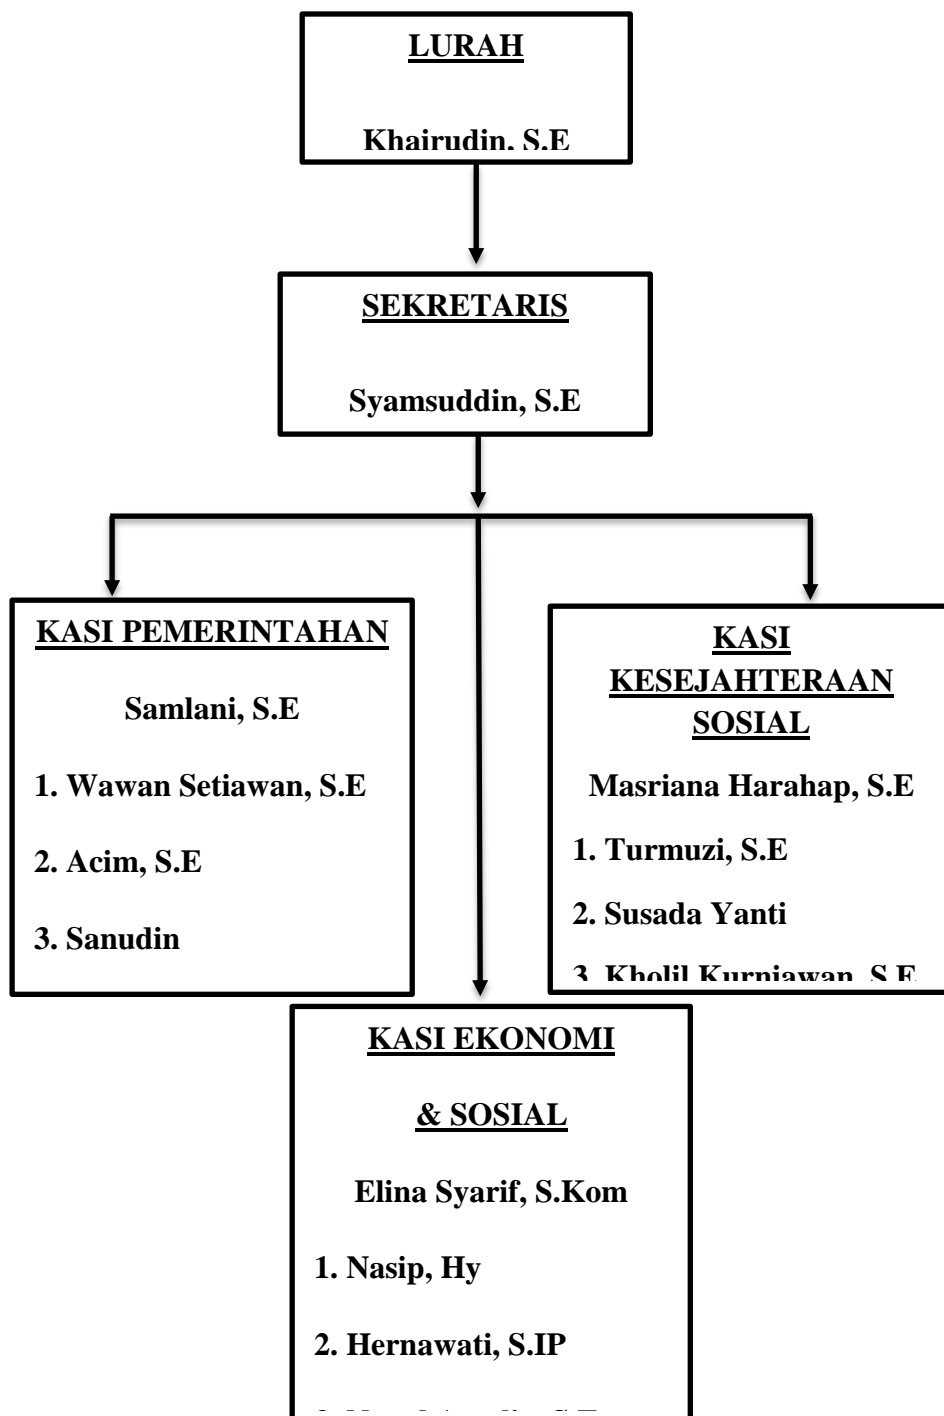 LURAH
Khairudin, S.E
SEKRETARIS
Syamsuddin, S.E
KASI PEMERINTAHAN
Samlani, S.E
1. Wawan Setiawan, S.E
2. Acim, S.E
3. Sanudin
KASI
KESEJAHTERAAN
SOSIAL
Masriana Harahap, S.E
1. Turmuzi, S.E
2. Susada Yanti
3. Kholil Kurniawan, S.E
KASI EKONOMI
& SOSIAL
Elina Syarif, S.Kom
1. Nasip, Hy
2. Hernawati, S.IP